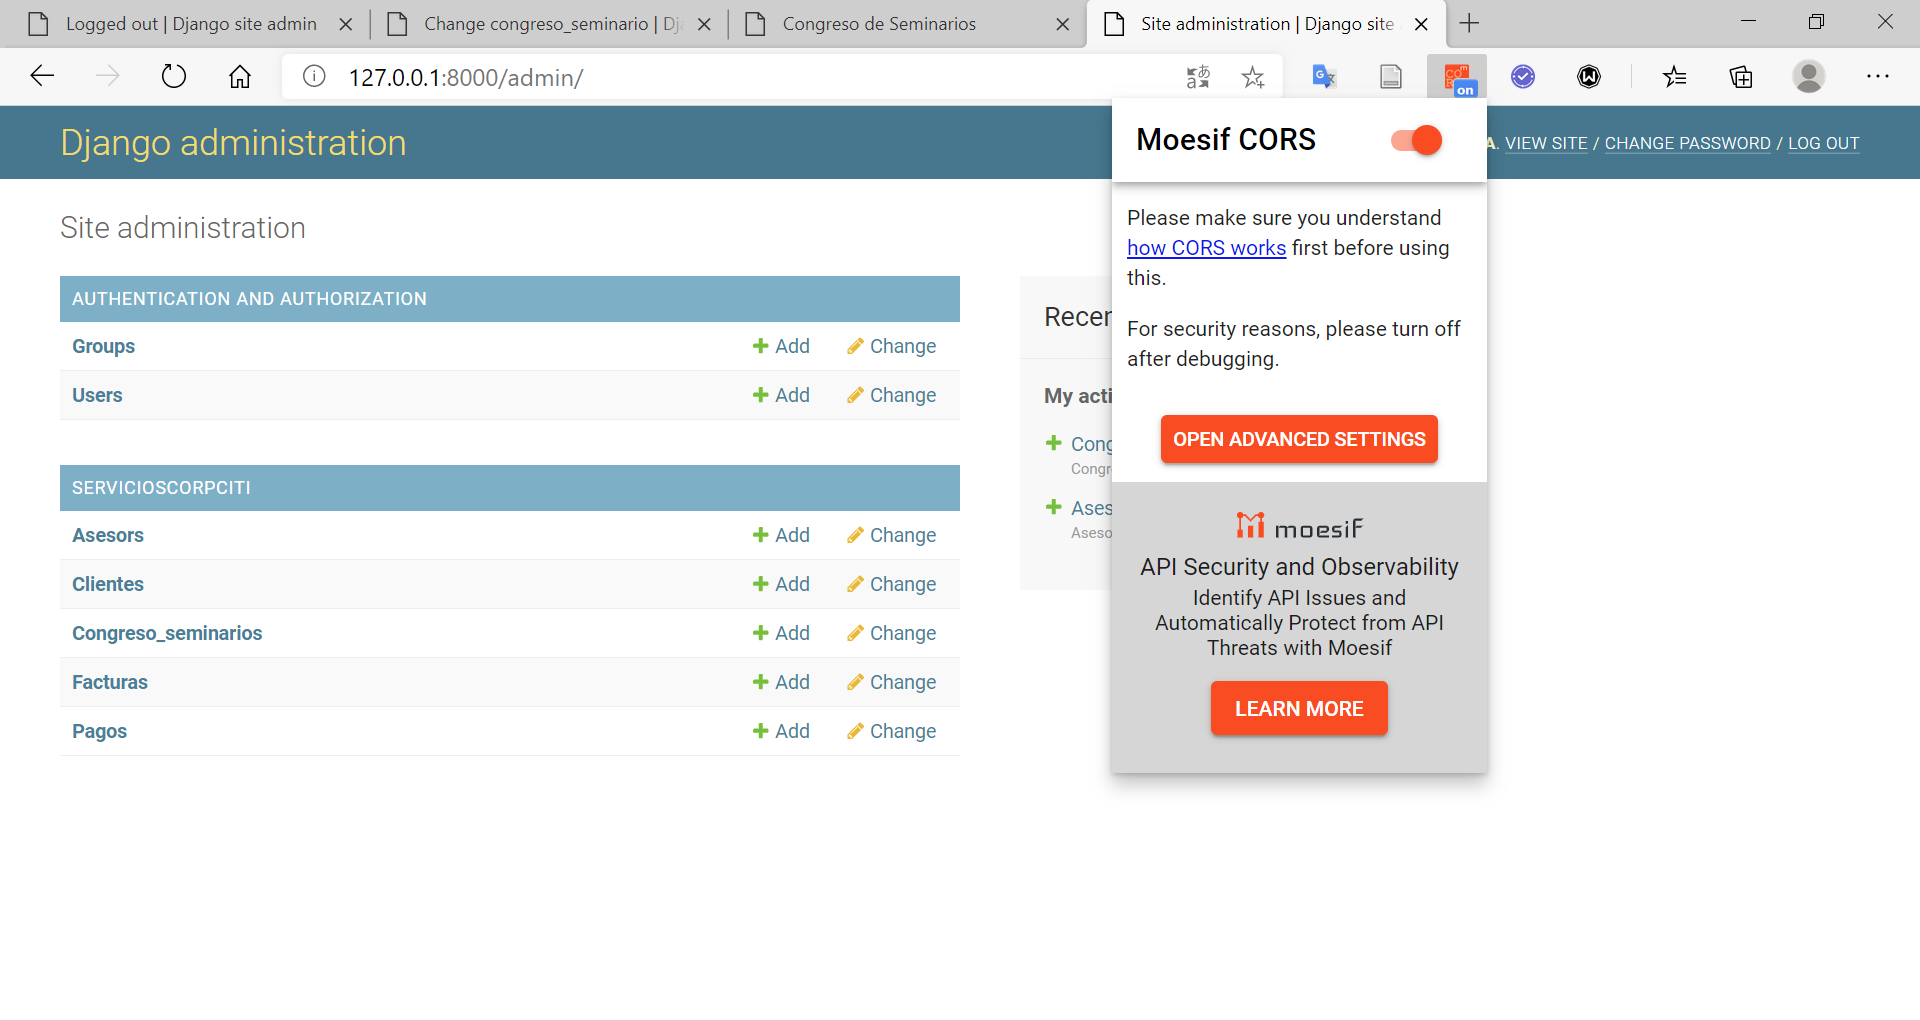 Logged out | Django site admin
Change congreso_seminario | Dj
Congreso de Seminarios
Site administration | Django site
127.0.0.1:8000/admin/
on
Django administration
A. VIEW SITE / CHANGE PASSWORD / LOG OUT
Site administration
AUTHENTICATION AND AUTHORIZATION
Groups Add Change
Users Add Change
SERVICIOSCORPCITI
Asesors Add Change
Clientes Add Change
Congreso_seminarios Add Change
Facturas Add Change
Pagos Add Change
Recen
My acti
Cong
Congr
Ases
Aseso
Moesif CORS
Please make sure you understand
how CORS works first before using
this.
For security reasons, please turn off
after debugging.
OPEN ADVANCED SETTINGS
moesif
API Security and Observability
Identify API Issues and
Automatically Protect from API
Threats with Moesif
LEARN MORE